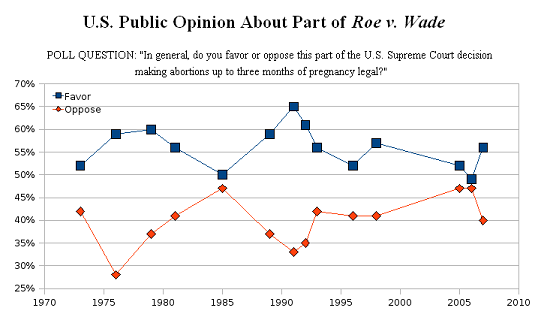 U.S. Public Opinion About Part of Roe v. Wade
POLL QUESTION: "In general, do you favor or oppose this part of the U.S. Supreme Court decision
making abortions up to three months of pregnancy legal?"
70%
Favor
Oppose
65%
60%
55%
50%
45%
40%
35%
30%
25%
1970 1975 1980 1985 1990 1995 2000 2005 2010